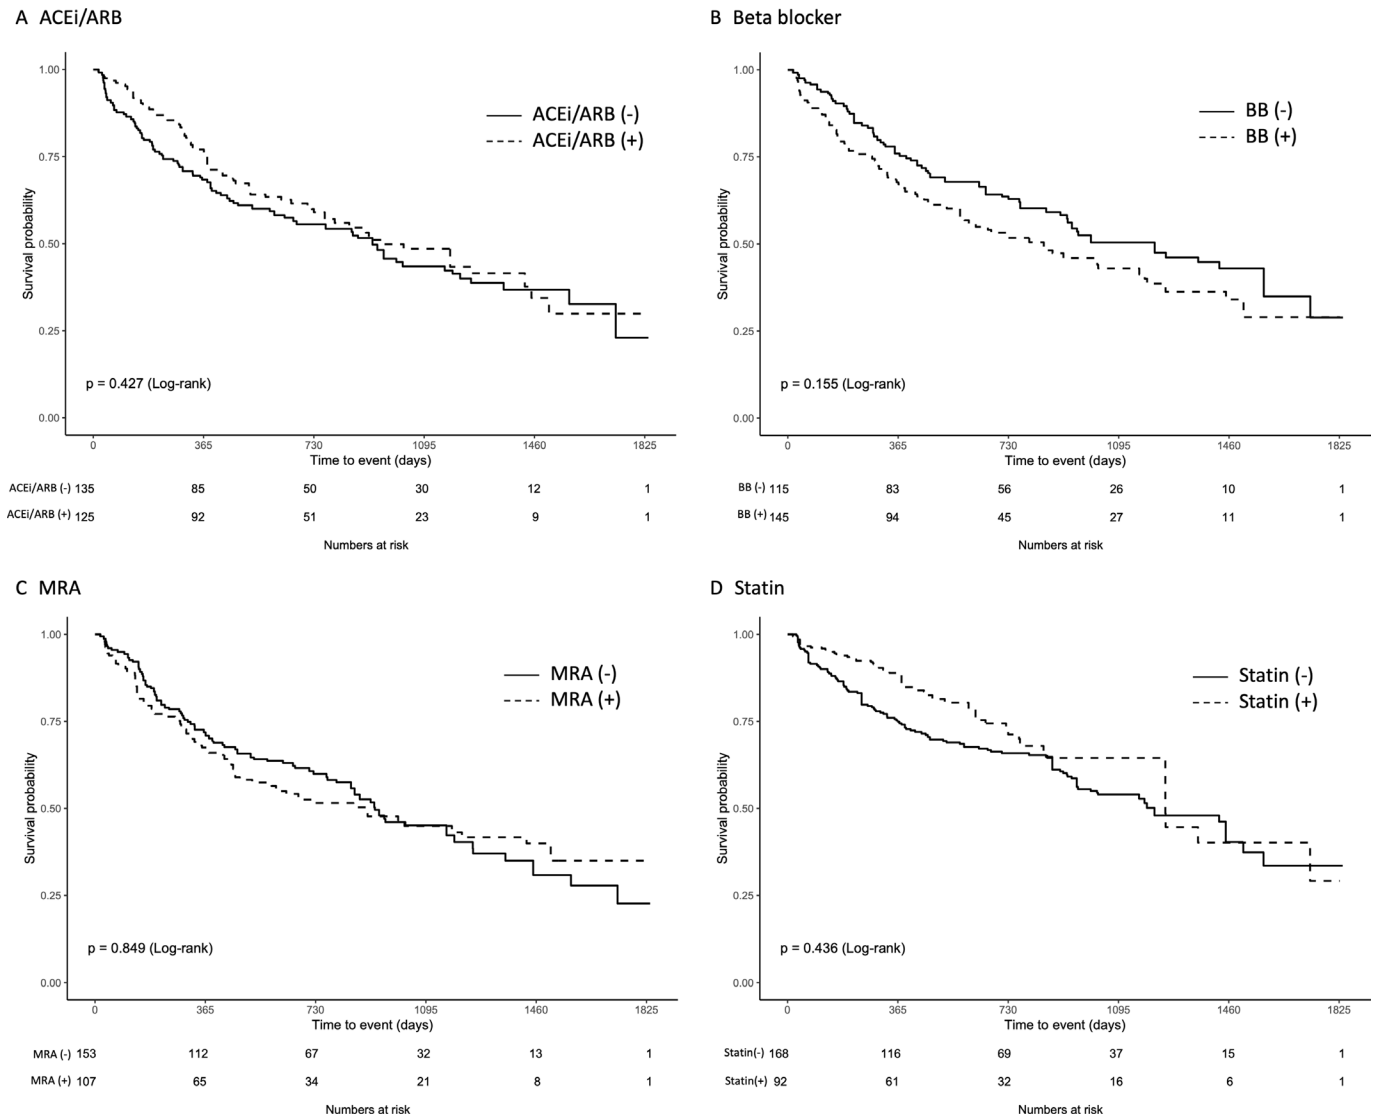 A ACEi/ARB
1.00
0.75
0.50
0.25
0.00
Survival probability
ACEi/ARB (-)
ACEi/ARB (+)
p = 0.427 (Log-rank)
0 365 730 1095 1460 1825
Time to event (days)
ACEi/ARB (-) 135 85 50 30 12 1
ACEi/ARB (+) 125 92 51 23 9 1
Numbers at risk
B Beta blocker
1.00
0.75
0.50
0.25
0.00
Survival probability
BB (-)
BB (+)
p = 0.155 (Log-rank)
0 365 730 1095 1460 1825
Time to event (days)
BB (-) 115 83 56 26 10 1
BB (+) 145 94 45 27 11 1
Numbers at risk
C MRA
1.00
0.75
0.50
0.25
0.00
Survival probability
MRA (-)
MRA (+)
p = 0.849 (Log-rank)
0 365 730 1095 1460 1825
Time to event (days)
MRA (-) 153 112 67 32 13 1
MRA (+) 107 65 34 21 8 1
Numbers at risk
D Statin
1.00
0.75
0.50
0.25
0.00
Survival probability
Statin (-)
Statin (+)
p = 0.436 (Log-rank)
0 365 730 1095 1460 1825
Time to event (days)
Statin(-) 168 116 69 37 15 1
Statin(+) 92 61 32 16 6 1
Numbers at risk